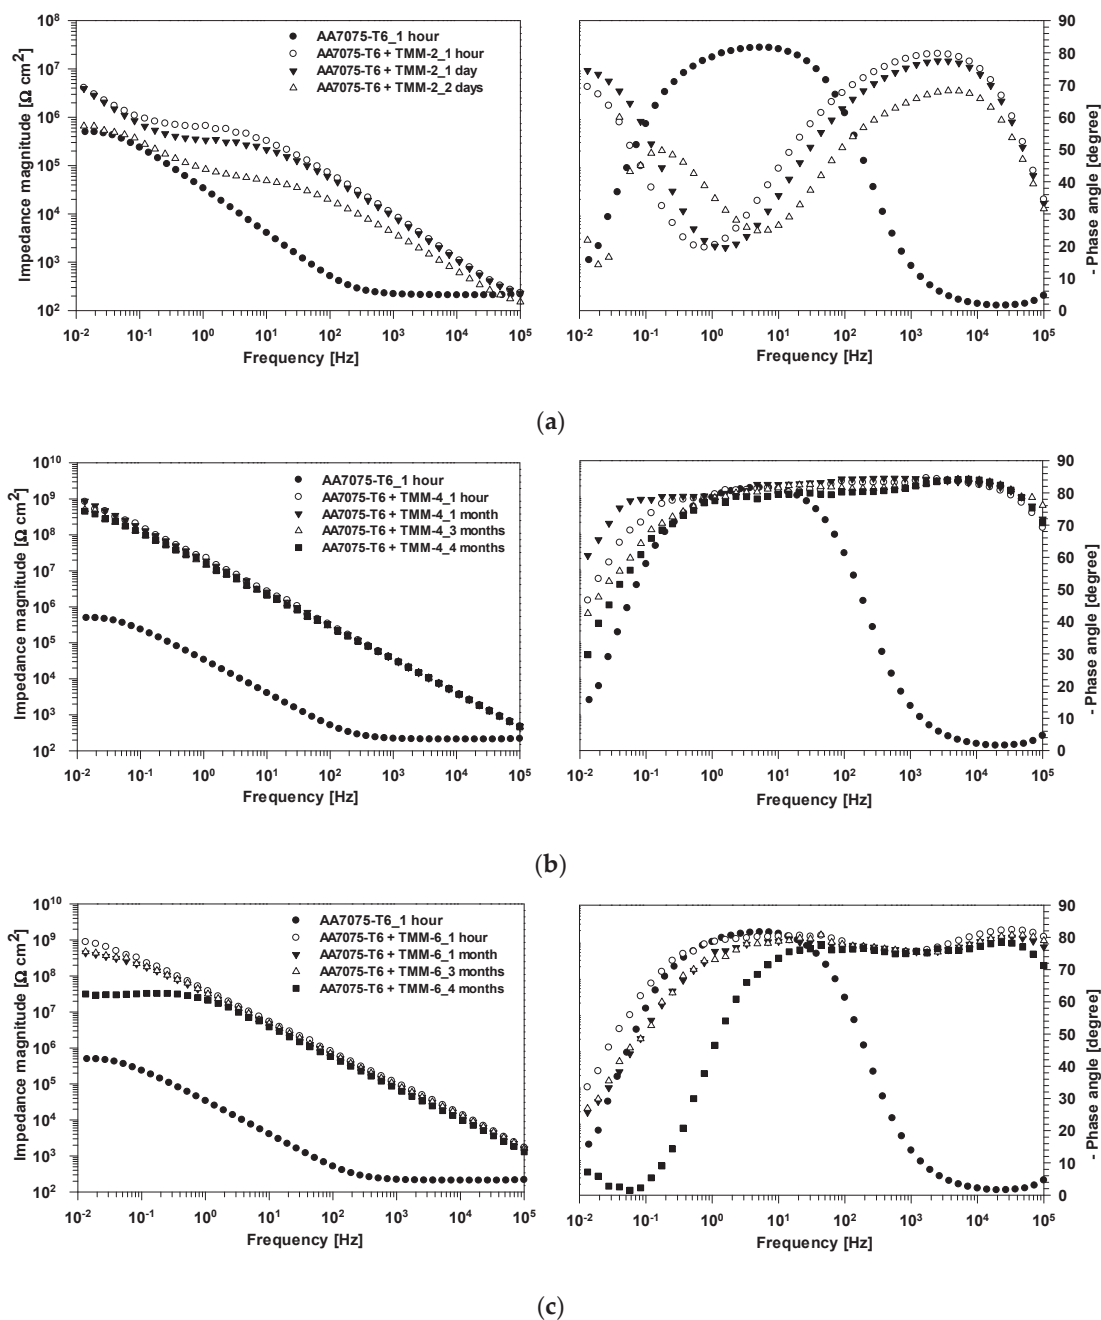 Impedance magnitude [Ω cm²]
10⁸
10⁷
10⁶
10⁵
10⁴
10³
10²
AA7075-T6_1 hour
AA7075-T6 + TMM-2_1 hour
AA7075-T6 + TMM-2_1 day
AA7075-T6 + TMM-2_2 days
10⁻² 10⁻¹ 10⁰ 10¹ 10² 10³ 10⁴ 10⁵
Frequency [Hz]
90
80
70
60
50
40
30
20
10
0
- Phase angle [degree]
10⁻² 10⁻¹ 10⁰ 10¹ 10² 10³ 10⁴ 10⁵
Frequency [Hz]
(a)
Impedance magnitude [Ω cm²]
10¹⁰
10⁹
10⁸
10⁷
10⁶
10⁵
10⁴
10³
10²
AA7075-T6_1 hour
AA7075-T6 + TMM-4_1 hour
AA7075-T6 + TMM-4_1 month
AA7075-T6 + TMM-4_3 months
AA7075-T6 + TMM-4_4 months
10⁻² 10⁻¹ 10⁰ 10¹ 10² 10³ 10⁴ 10⁵
Frequency [Hz]
90
80
70
60
50
40
30
20
10
0
- Phase angle [degree]
10⁻² 10⁻¹ 10⁰ 10¹ 10² 10³ 10⁴ 10⁵
Frequency [Hz]
(b)
Impedance magnitude [Ω cm²]
10¹⁰
10⁹
10⁸
10⁷
10⁶
10⁵
10⁴
10³
10²
AA7075-T6_1 hour
AA7075-T6 + TMM-6_1 hour
AA7075-T6 + TMM-6_1 month
AA7075-T6 + TMM-6_3 months
AA7075-T6 + TMM-6_4 months
10⁻² 10⁻¹ 10⁰ 10¹ 10² 10³ 10⁴ 10⁵
Frequency [Hz]
90
80
70
60
50
40
30
20
10
0
- Phase angle [degree]
10⁻² 10⁻¹ 10⁰ 10¹ 10² 10³ 10⁴ 10⁵
Frequency [Hz]
(c)